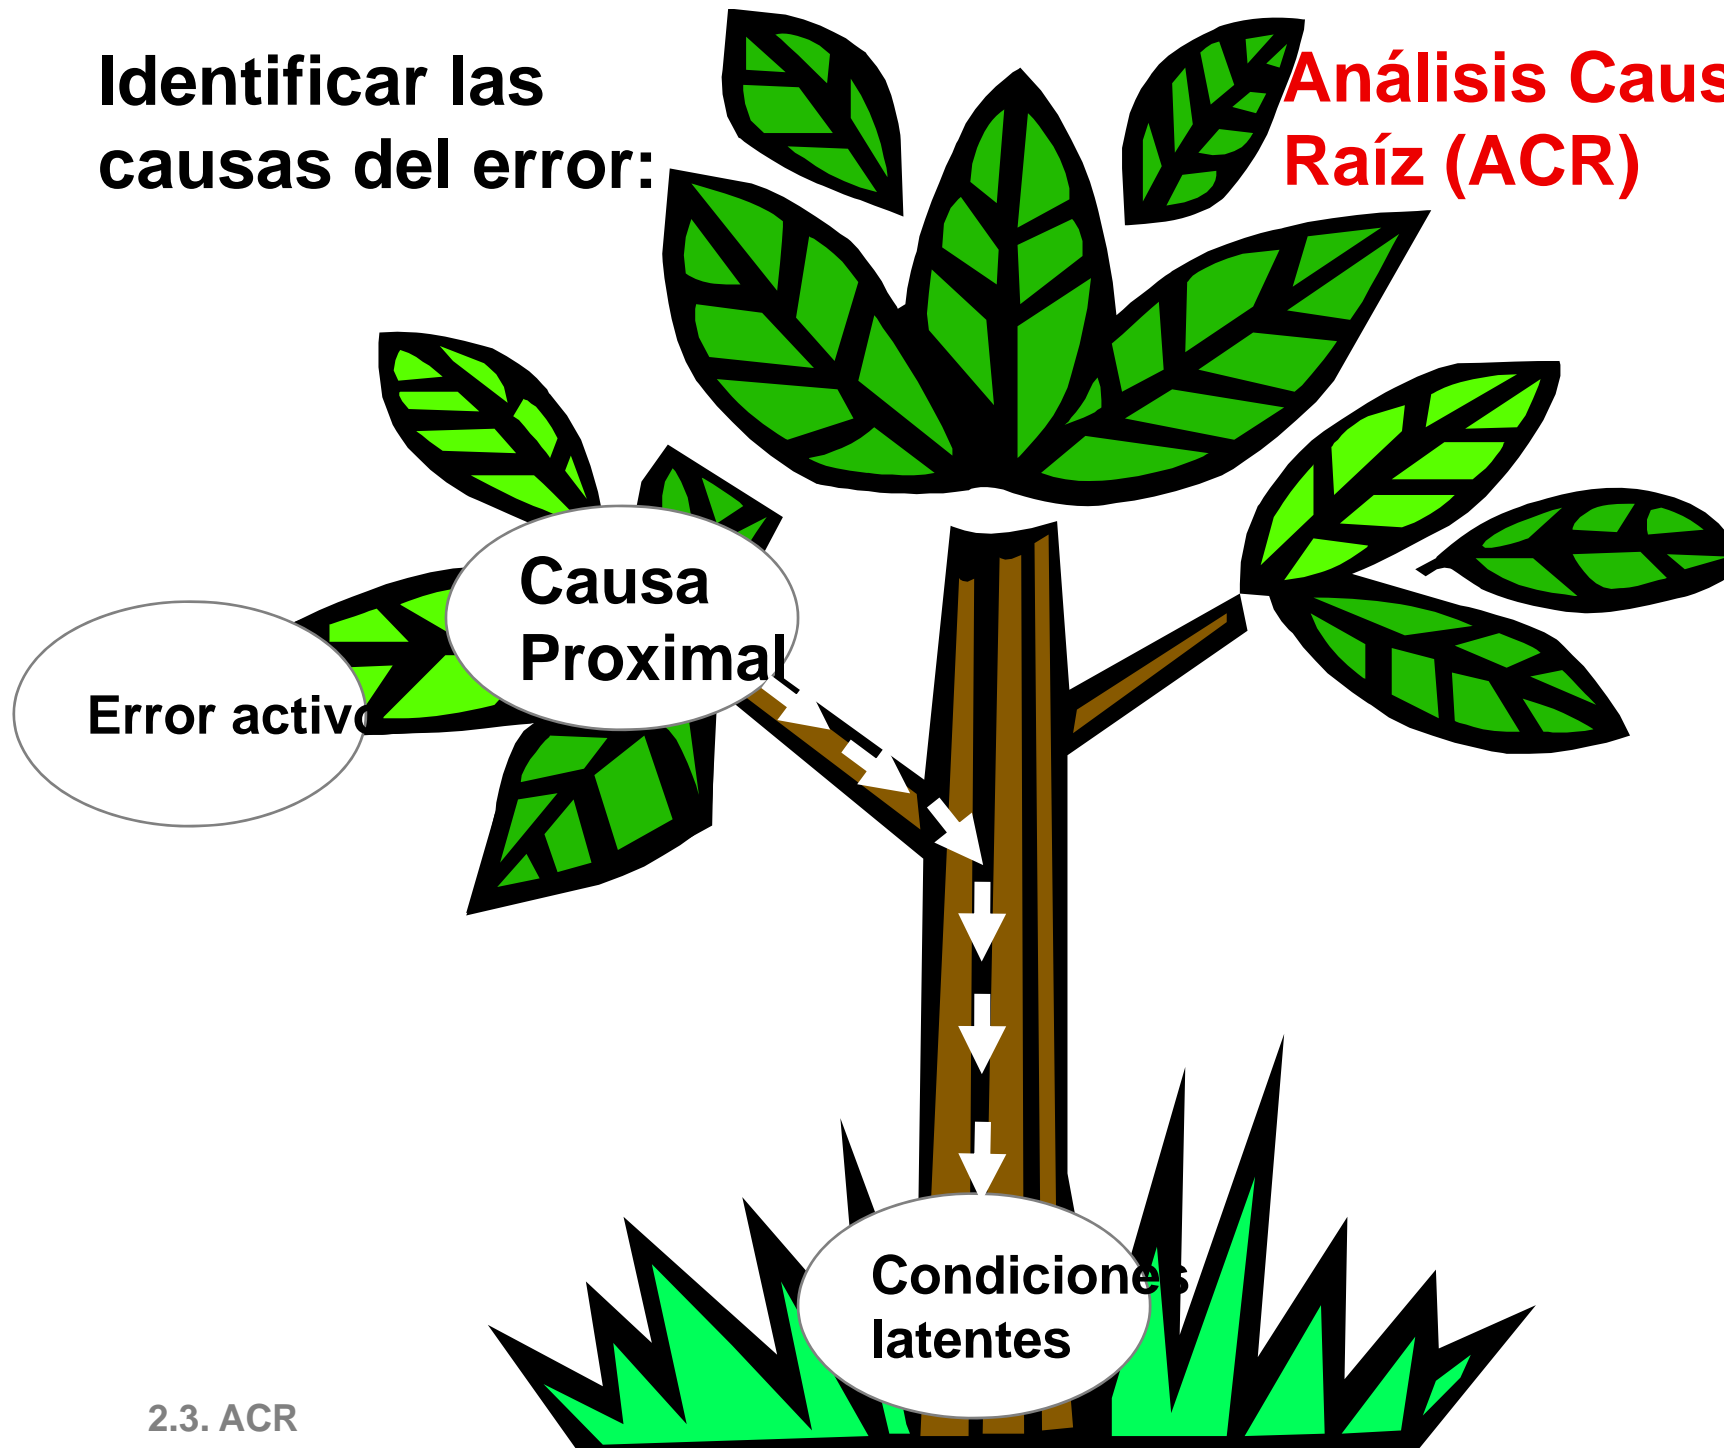 Identificar las
causas del error:
Análisis Caus
Raíz (ACR)
Causa
Proximal
Error activo
Condiciones
latentes
2.3. ACR